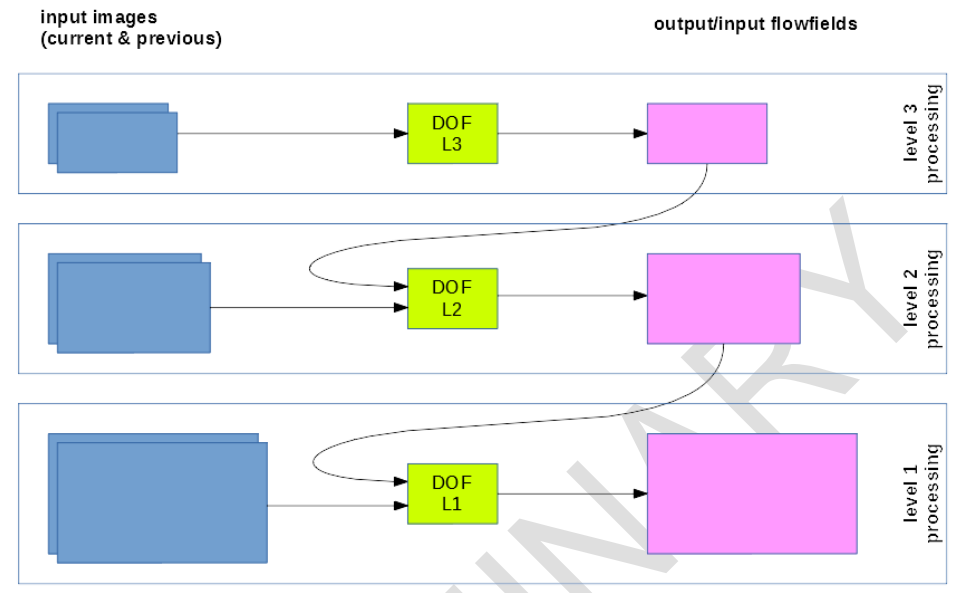 input images
(current & previous)
output/input flowfields
DOF
L3
level 3
processing
DOF
L2
level 2
processing
DOF
L1
level 1
processing
INARY